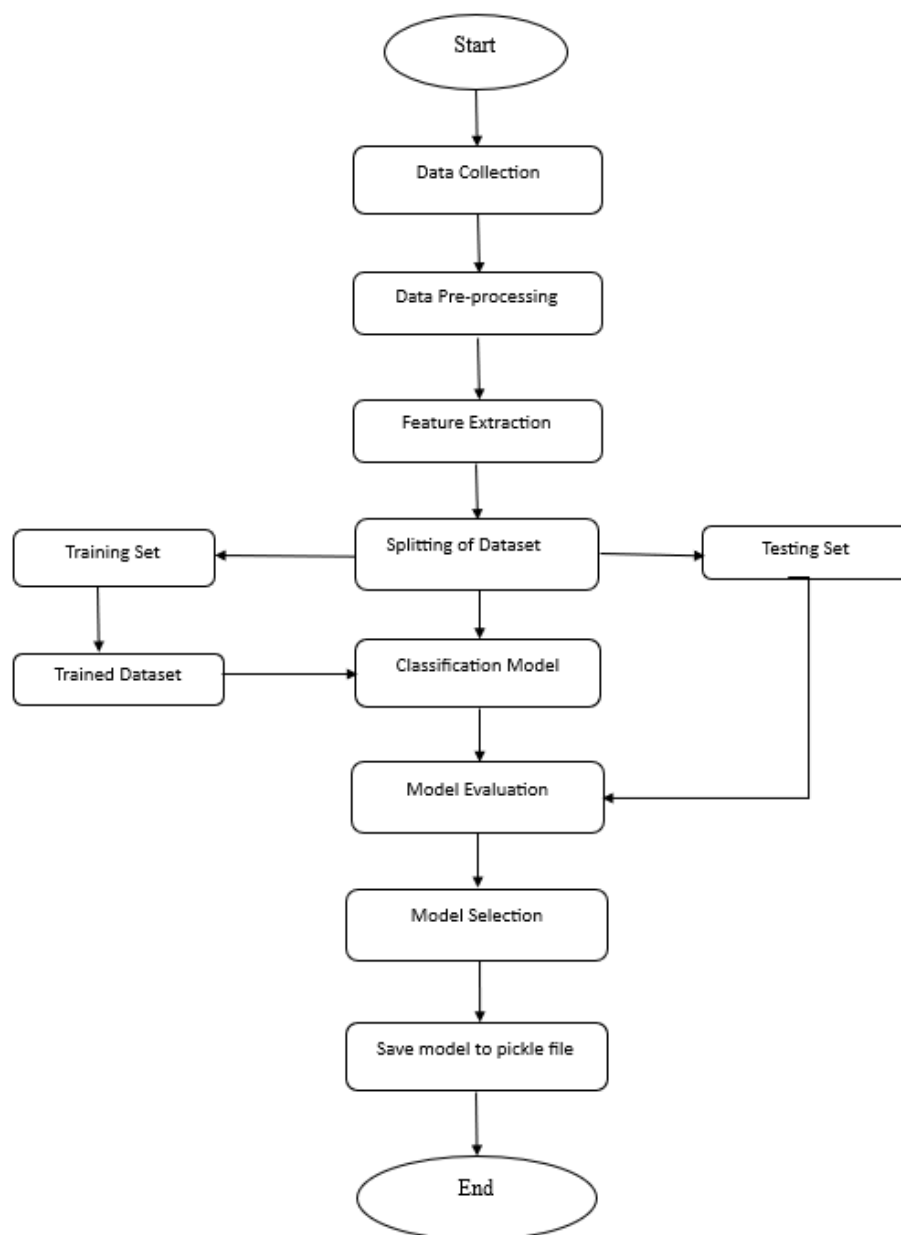 Start
Data Collection
Data Pre-processing
Feature Extraction
Training Set
Splitting of Dataset
Testing Set
Trained Dataset
Classification Model
Model Evaluation
Model Selection
Save model to pickle file
End